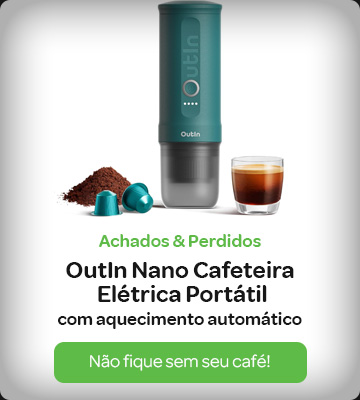 OutIn
OutIn
Achados & Perdidos
OutIn Nano Cafeteira
Elétrica Portátil
com aquecimento automático
Não fique sem seu café!